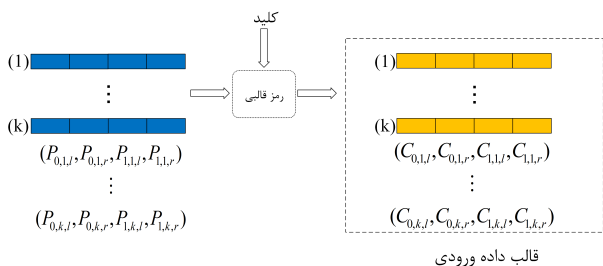 کلید
(1)
(1)
⋮
رمز قالبی
⋮
(k)
(k)
(P_{0,1,l}, P_{0,1,r}, P_{1,1,l}, P_{1,1,r})
(C_{0,1,l}, C_{0,1,r}, C_{1,1,l}, C_{1,1,r})
⋮
⋮
(P_{0,k,l}, P_{0,k,r}, P_{1,k,l}, P_{1,k,r})
(C_{0,k,l}, C_{0,k,r}, C_{1,k,l}, C_{1,k,r})
قالب داده ورودی